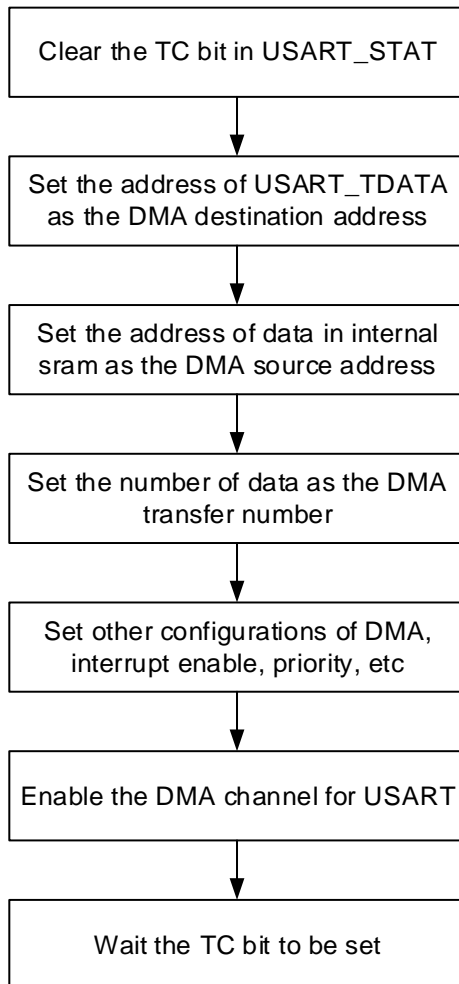 Clear the TC bit in USART_STAT
Set the address of USART_TDATA
as the DMA destination address
Set the address of data in internal
sram as the DMA source address
Set the number of data as the DMA
transfer number
Set other configurations of DMA,
interrupt enable, priority, etc
Enable the DMA channel for USART
Wait the TC bit to be set